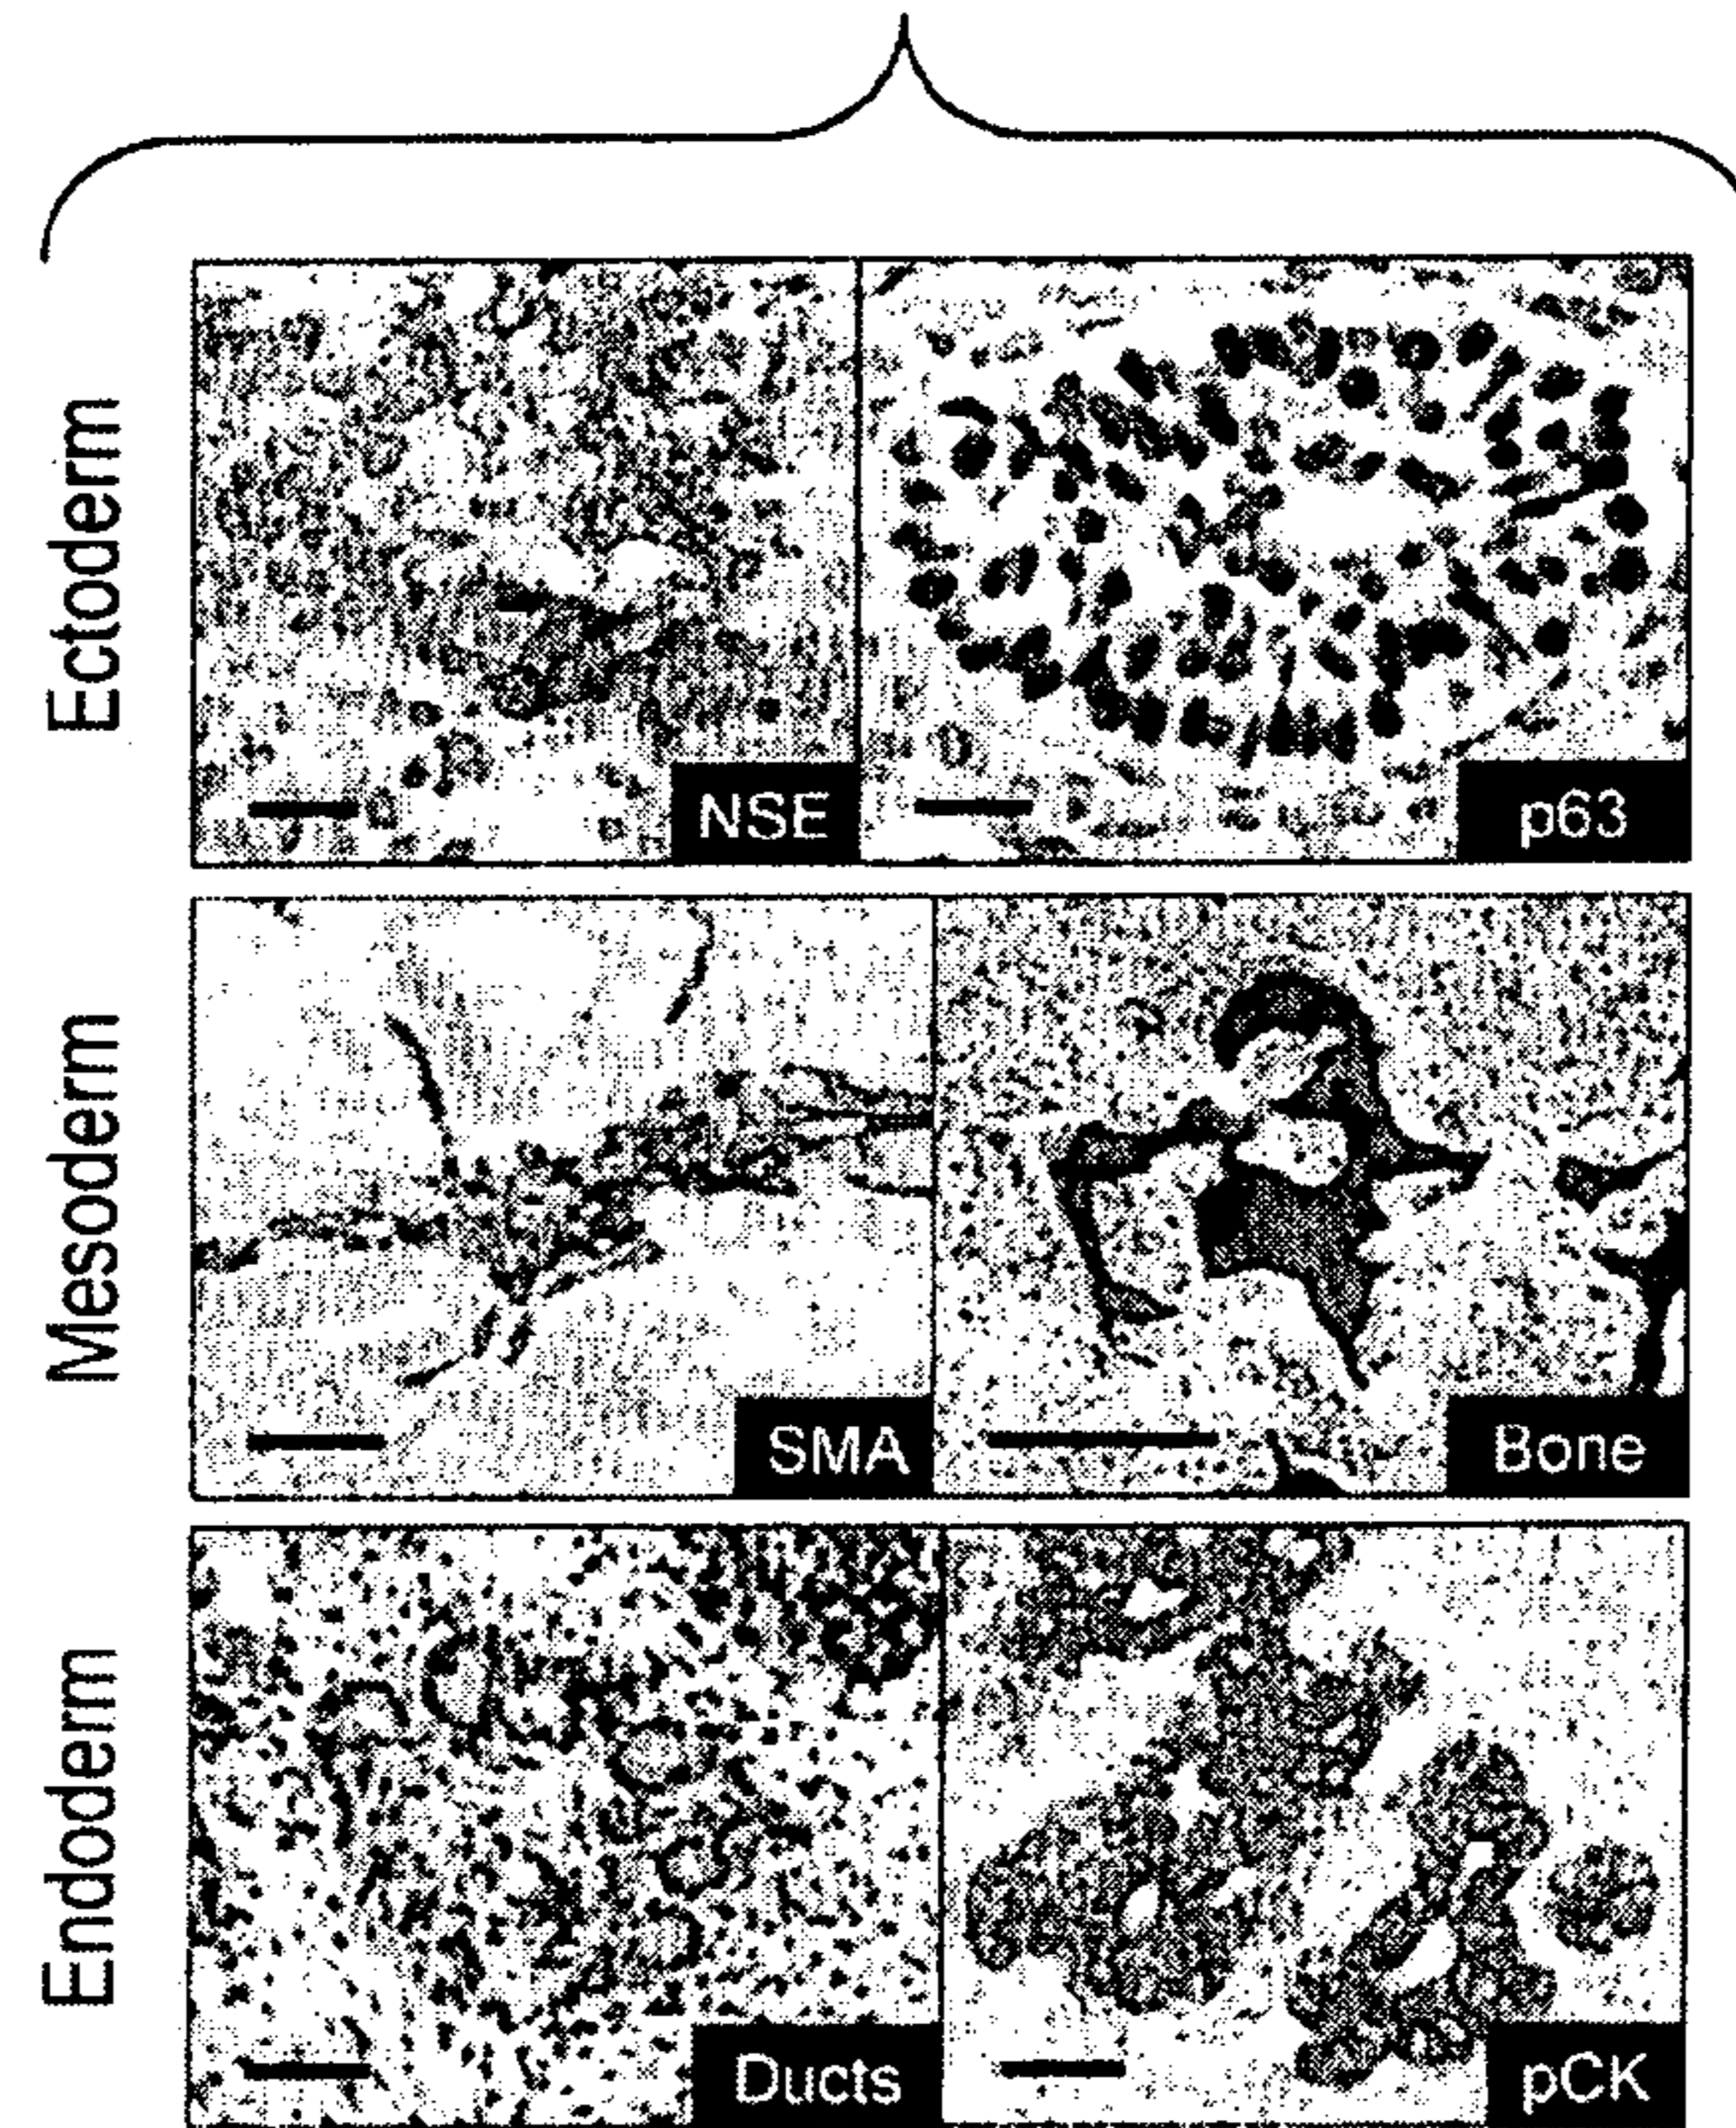 Ectoderm
NSE
p63
Mesoderm
SMA
Bone
Endoderm
Ducts
pCK